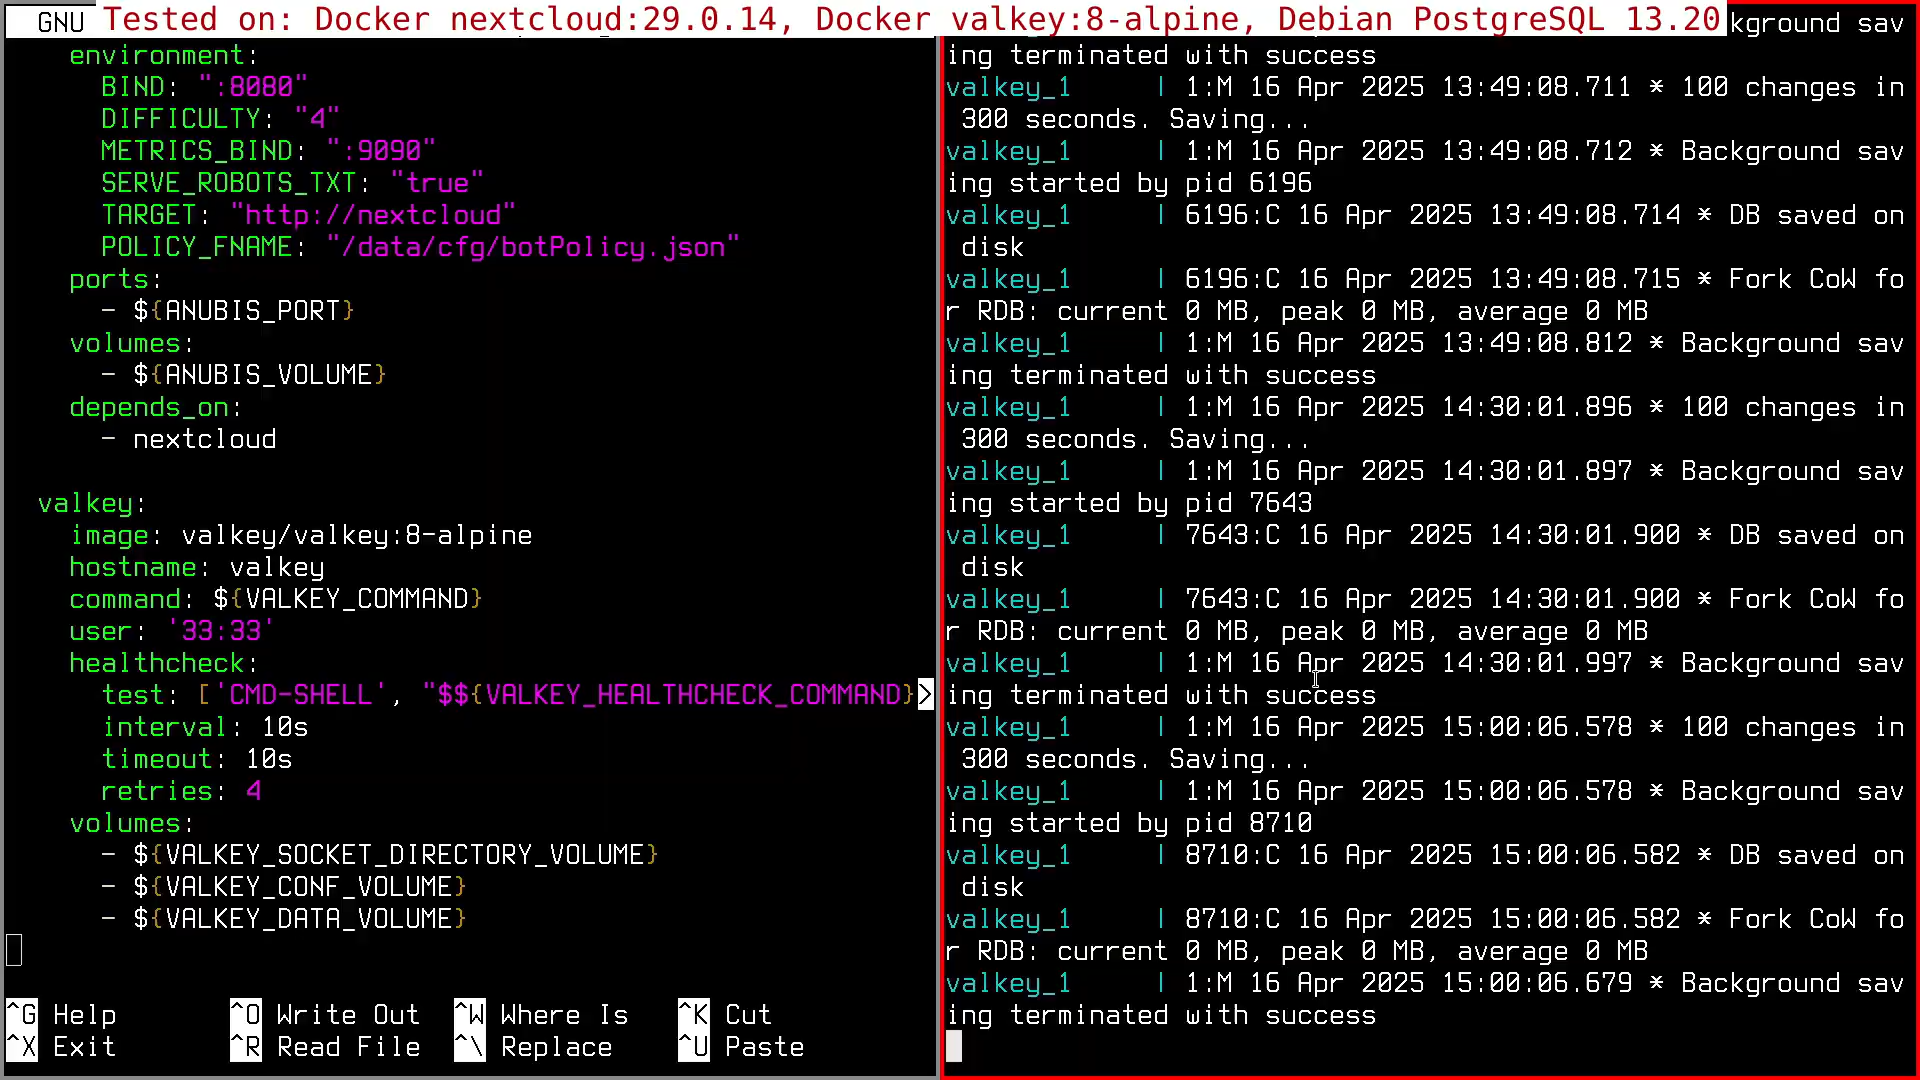 GNU Tested on: Docker nextcloud:29.0.14, Docker valkey:8-alpine, Debian PostgreSQL 13.20
environment:
BIND: ":8080"
DIFFICULTY: "4"
METRICS_BIND: ":9090"
SERVE_ROBOTS_TXT: "true"
TARGET: "http://nextcloud"
POLICY_FNAME: "/data/cfg/botPolicy.json"
ports:
- ${ANUBIS_PORT}
volumes:
- ${ANUBIS_VOLUME}
depends_on:
- nextcloud
valkey:
image: valkey/valkey:8-alpine
hostname: valkey
command: ${VALKEY_COMMAND}
user: '33:33'
healthcheck:
test: ['CMD-SHELL', "$${VALKEY_HEALTHCHECK_COMMAND}>
interval: 10s
timeout: 10s
retries: 4
volumes:
- ${VALKEY_SOCKET_DIRECTORY_VOLUME}
- ${VALKEY_CONF_VOLUME}
- ${VALKEY_DATA_VOLUME}
^G Help ^O Write Out ^W Where Is ^K Cut
^X Exit ^R Read File ^\ Replace ^U Paste
kground sav
ing terminated with success
valkey_1 | 1:M 16 Apr 2025 13:49:08.711 * 100 changes in
300 seconds. Saving...
valkey_1 | 1:M 16 Apr 2025 13:49:08.712 * Background sav
ing started by pid 6196
valkey_1 | 6196:C 16 Apr 2025 13:49:08.714 * DB saved on
disk
valkey_1 | 6196:C 16 Apr 2025 13:49:08.715 * Fork CoW fo
r RDB: current 0 MB, peak 0 MB, average 0 MB
valkey_1 | 1:M 16 Apr 2025 13:49:08.812 * Background sav
ing terminated with success
valkey_1 | 1:M 16 Apr 2025 14:30:01.896 * 100 changes in
300 seconds. Saving...
valkey_1 | 1:M 16 Apr 2025 14:30:01.897 * Background sav
ing started by pid 7643
valkey_1 | 7643:C 16 Apr 2025 14:30:01.900 * DB saved on
disk
valkey_1 | 7643:C 16 Apr 2025 14:30:01.900 * Fork CoW fo
r RDB: current 0 MB, peak 0 MB, average 0 MB
valkey_1 | 1:M 16 Apr 2025 14:30:01.997 * Background sav
ing terminated with success
valkey_1 | 1:M 16 Apr 2025 15:00:06.578 * 100 changes in
300 seconds. Saving...
valkey_1 | 1:M 16 Apr 2025 15:00:06.578 * Background sav
ing started by pid 8710
valkey_1 | 8710:C 16 Apr 2025 15:00:06.582 * DB saved on
disk
valkey_1 | 8710:C 16 Apr 2025 15:00:06.582 * Fork CoW fo
r RDB: current 0 MB, peak 0 MB, average 0 MB
valkey_1 | 1:M 16 Apr 2025 15:00:06.679 * Background sav
ing terminated with success